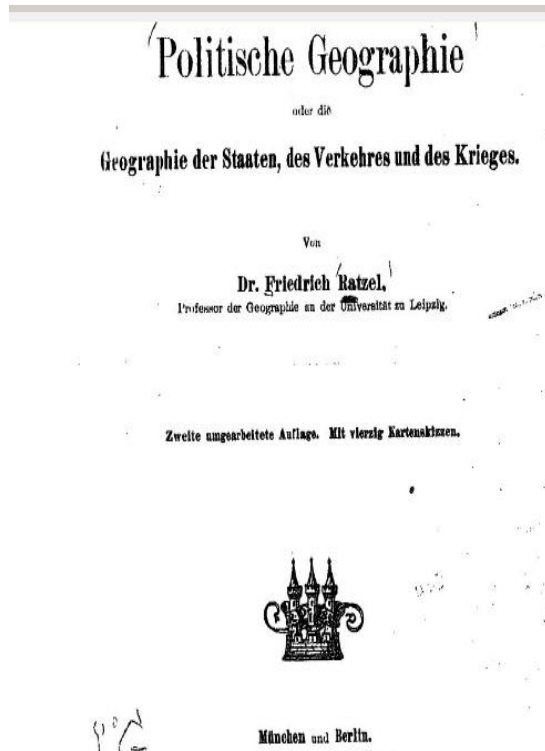 Politische Geographie
oder die
Geographie der Staaten, des Verkehres und des Krieges.
Von
Dr. Friedrich Ratzel,
Professor der Geographie an der Universität zu Leipzig.
Zweite umgearbeitete Auflage. Mit vierzig Kartenskizzen.
München und Berlin.